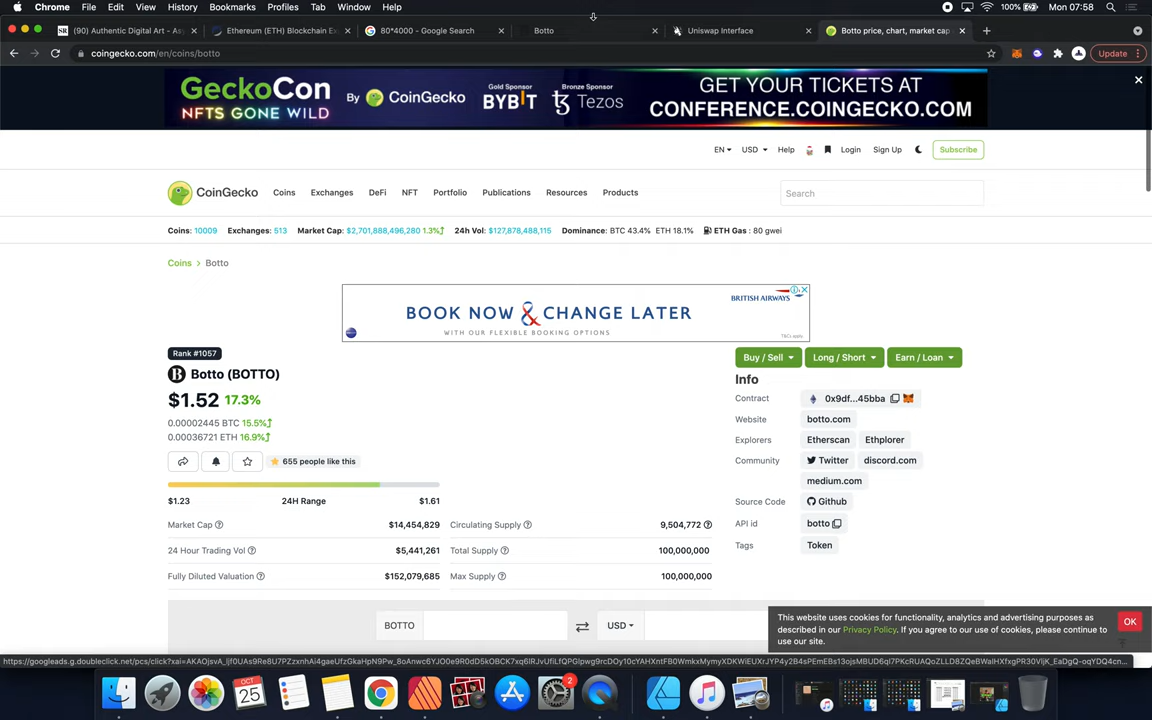 Chrome File Edit View History Bookmarks Profiles Tab Window Help 100% Mon 07:58
(90) Authentic Digital Art - As Ethereum (ETH) Blockchain Ex 80*4000 - Google Search Botto Uniswap Interface Botto price, chart, market cap
coingecko.com/en/coins/botto Update
GeckoCon By CoinGecko Gold Sponsor BYBIT Bronze Sponsor Tezos GET YOUR TICKETS AT
NFTS GONE WILD CONFERENCE.COINGECKO.COM
EN USD Help Login Sign Up Subscribe
CoinGecko Coins Exchanges DeFi NFT Portfolio Publications Resources Products Search
Coins: 10009 Exchanges: 513 Market Cap: $2,701,888,496,280 1.3% 24h Vol: $127,878,488,115 Dominance: BTC 43.4% ETH 18.1% ETH Gas : 80 gwei
Coins > Botto
BOOK NOW & CHANGE LATER BRITISH AIRWAYS
WITH OUR FLEXIBLE BOOKING OPTIONS T&Cs apply
Rank #1057 Buy / Sell Long / Short Earn / Loan
Botto (BOTTO) Info
$1.52 17.3% Contract 0x9df...45bba
0.00002445 BTC 15.5% Website botto.com
0.00036721 ETH 16.9% Explorers Etherscan Ethplorer
655 people like this Community Twitter discord.com
medium.com
$1.23 24H Range $1.61 Source Code Github
Market Cap $14,454,829 Circulating Supply 9,504,772 API id botto
24 Hour Trading Vol $5,441,261 Total Supply 100,000,000 Tags Token
Fully Diluted Valuation $152,079,685 Max Supply 100,000,000
BOTTO USD
This website uses cookies for functionality, analytics and advertising purposes as
described in our Privacy Policy. If you agree to our use of cookies, please continue to
use our site.
OK
OCT
25
2